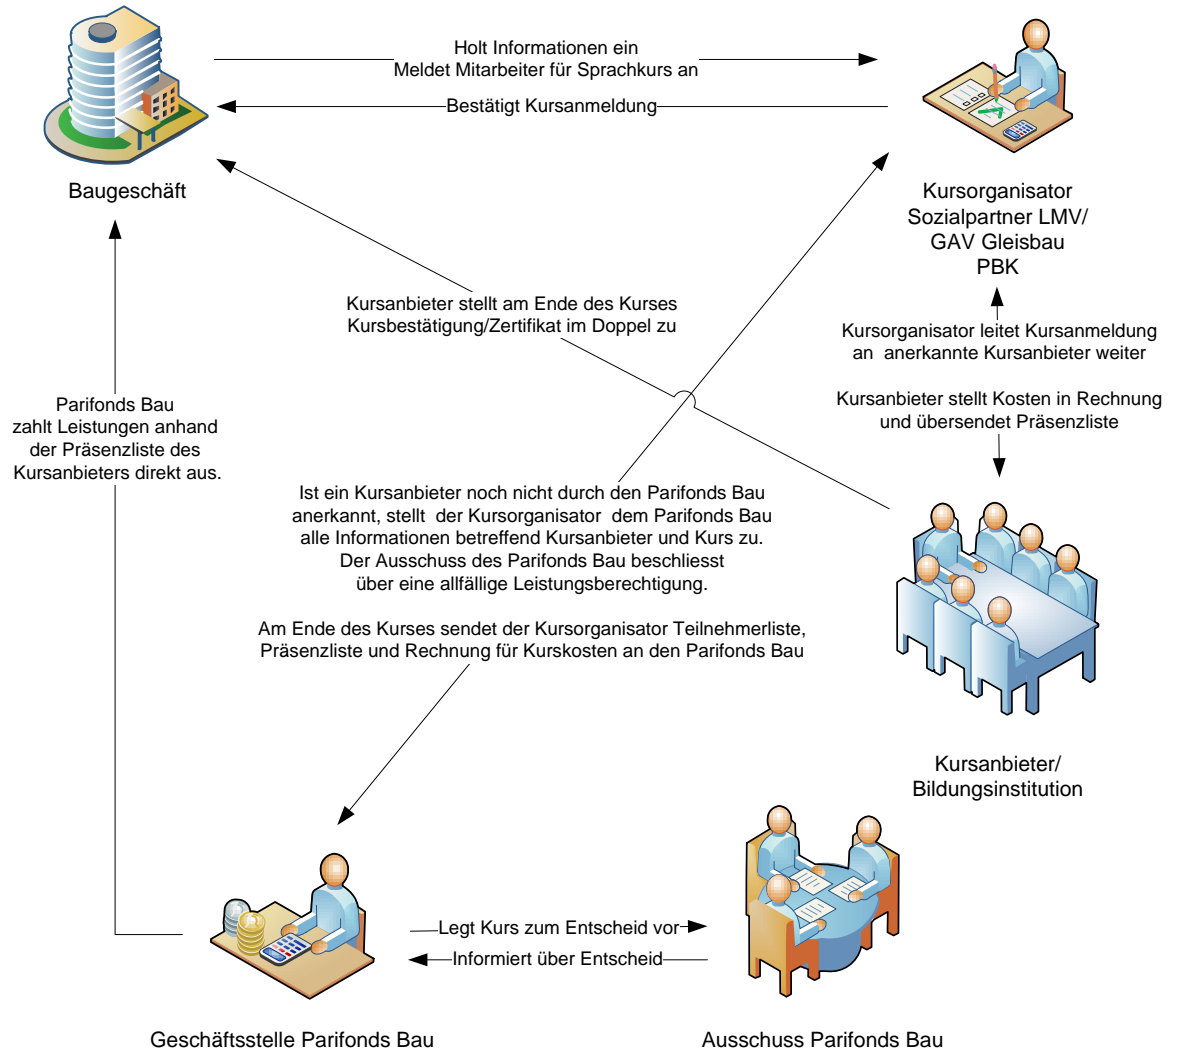 Holt Informationen ein
Meldet Mitarbeiter für Sprachkurs an
Bestätigt Kursanmeldung
Baugeschäft
Kursorganisator
Sozialpartner LMV/
GAV Gleisbau
PBK
Kursanbieter stellt am Ende des Kurses
Kursbestätigung/Zertifikat im Doppel zu
Kursorganisator leitet Kursanmeldung
an anerkannte Kursanbieter weiter
Kursanbieter stellt Kosten in Rechnung
und übersendet Präsenzliste
Parifonds Bau
zahlt Leistungen anhand
der Präsenzliste des
Kursanbieters direkt aus.
Ist ein Kursanbieter noch nicht durch den Parifonds Bau
anerkannt, stellt der Kursorganisator dem Parifonds Bau
alle Informationen betreffend Kursanbieter und Kurs zu.
Der Ausschuss des Parifonds Bau beschliesst
über eine allfällige Leistungsberechtigung.
Am Ende des Kurses sendet der Kursorganisator Teilnehmerliste,
Präsenzliste und Rechnung für Kurskosten an den Parifonds Bau
Kursanbieter/
Bildungsinstitution
Legt Kurs zum Entscheid vor
Informiert über Entscheid
Geschäftsstelle Parifonds Bau
Ausschuss Parifonds Bau